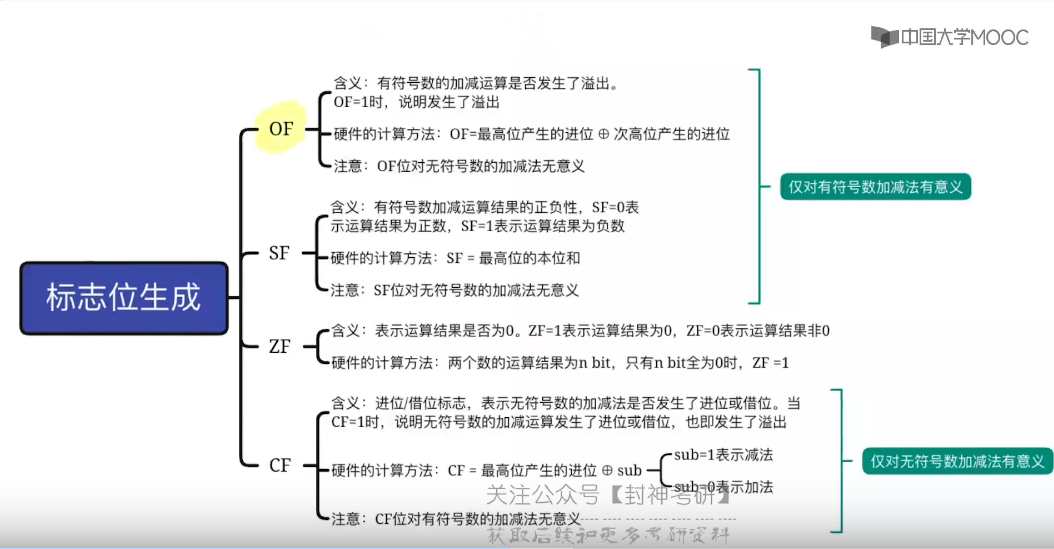 中国大学MOOC
标志位生成
OF
含义：有符号数的加减运算是否发生了溢出。
OF=1时，说明发生了溢出
硬件的计算方法：OF=最高位产生的进位 ⊕ 次高位产生的进位
注意：OF位对无符号数的加减法无意义
SF
含义：有符号数加减运算结果的正负性，SF=0表
示运算结果为正数，SF=1表示运算结果为负数
硬件的计算方法：SF = 最高位的本位和
注意：SF位对无符号数的加减法无意义
仅对有符号数加减法有意义
ZF
含义：表示运算结果是否为0。ZF=1表示运算结果为0，ZF=0表示运算结果非0
硬件的计算方法：两个数的运算结果为n bit，只有n bit全为0时，ZF =1
CF
含义：进位/借位标志，表示无符号数的加减法是否发生了进位或借位。当
CF=1时，说明无符号数的加减运算发生了进位或借位，也即发生了溢出
硬件的计算方法：CF = 最高位产生的进位 ⊕ sub
sub=1表示减法
sub=0表示加法
注意：CF位对有符号数的加减法无意义
仅对无符号数加减法有意义
关注公众号【封神考研】
获取后续和更多考研资料